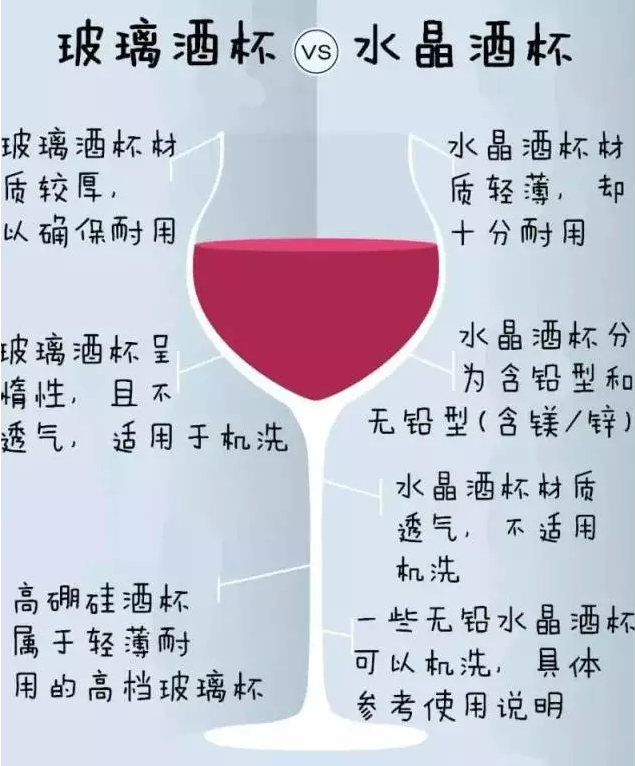 玻璃酒杯 VS 水晶酒杯
玻璃酒杯材
质较厚，
以确保耐用
水晶酒杯材
质轻薄，却
十分耐用
玻璃酒杯呈
惰性，且不
透气，适用于机洗
水晶酒杯分
为含铅型和
无铅型(含镁/锌)
水晶酒杯材质
透气，不适用
机洗
高硼硅酒杯
属于轻薄耐
用的高档玻璃杯
一些无铅水晶酒杯
可以机洗，具体
参考使用说明